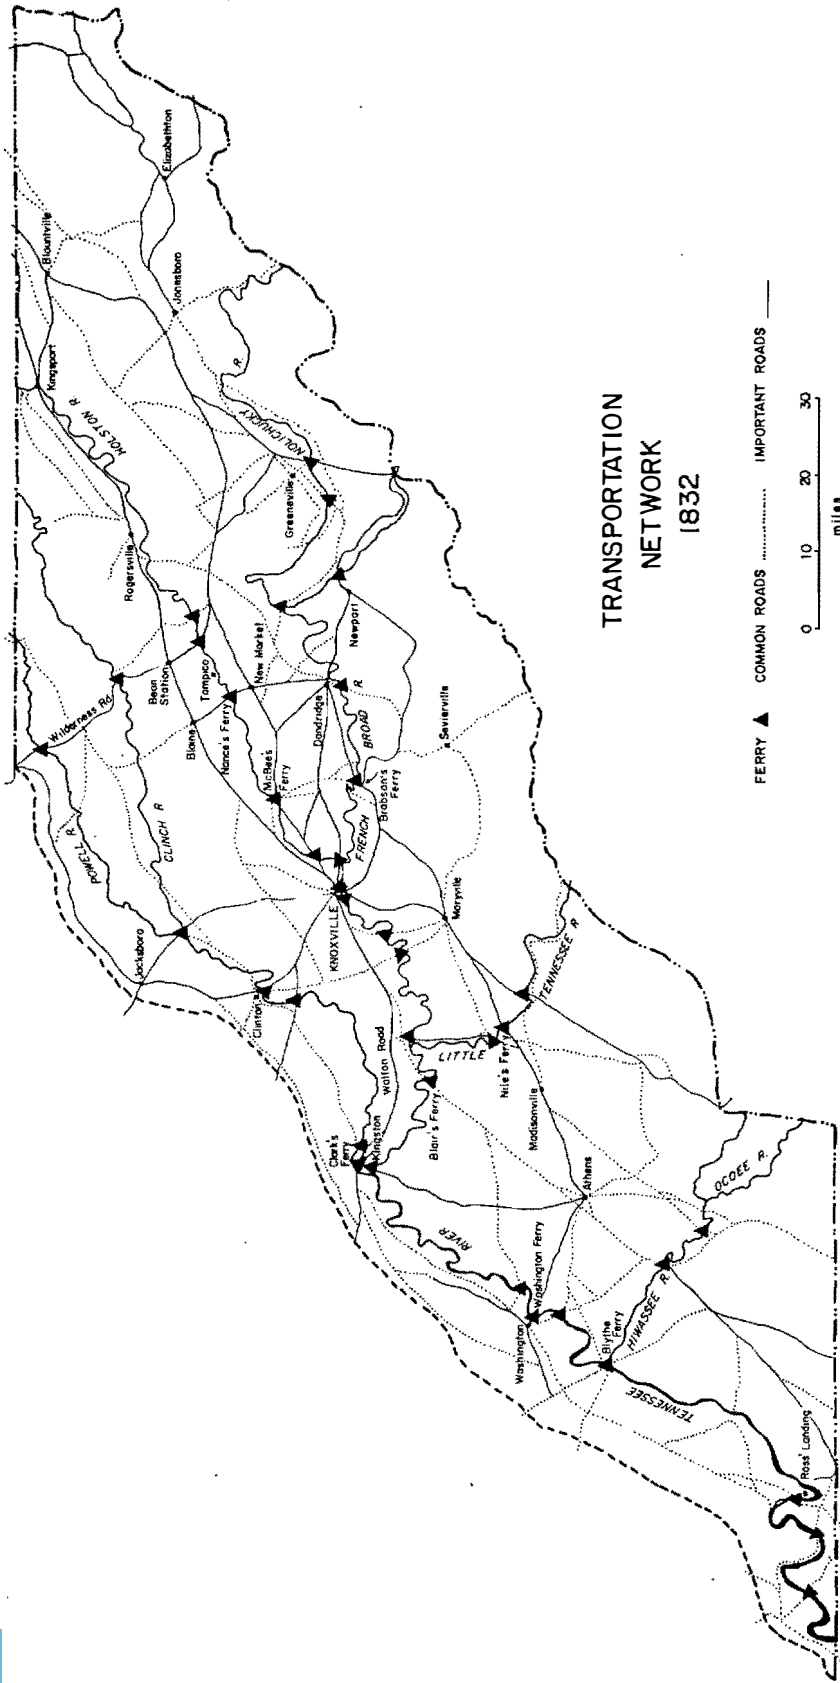 TRANSPORTATION
NETWORK
1832
FERRY ▲ COMMON ROADS IMPORTANT ROADS
0 10 20 30
miles
Elizabethton
Blountville
Jonesboro
Kingsport
HOLSTON R.
NOLICHUCKY R.
Greeneville
Rogersville
Newport
New Market
Tampico
Bean
Station
Wilderness Rd.
Blaine
Nance's Ferry
McBee's
Ferry
Dandridge
FRENCH BROAD R.
Brabson's
Ferry
Sevierville
CLINCH R
POWELL R.
Jacksboro
KNOXVILLE
Maryville
Clinton
LITTLE TENNESSEE R
Walton Road
Nile's Ferry
Blair's Ferry
Clark's
Ferry
Kingston
Madisonville
Athens
OCOEE R.
Washington Ferry
Washington
Blythe
Ferry
HIWASSEE R.
TENNESSEE RIVER
Ross' Landing